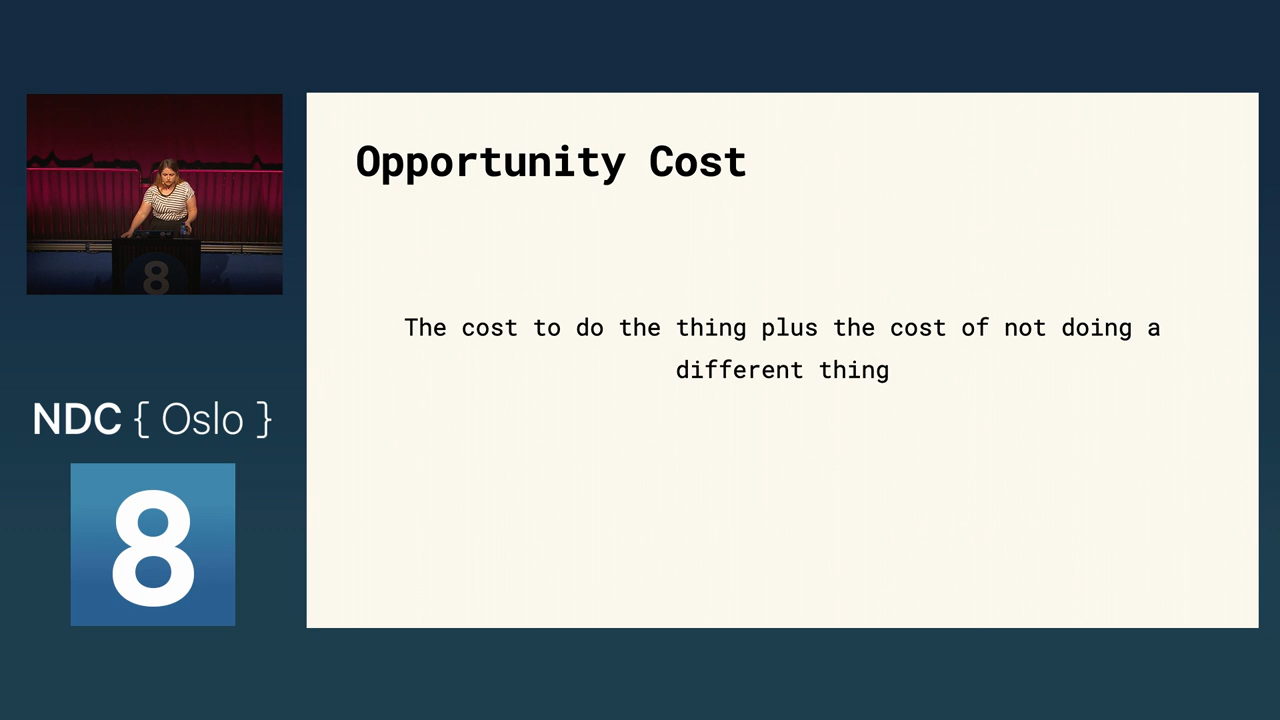 Opportunity Cost
The cost to do the thing plus the cost of not doing a
different thing
8
NDC { Oslo }
8